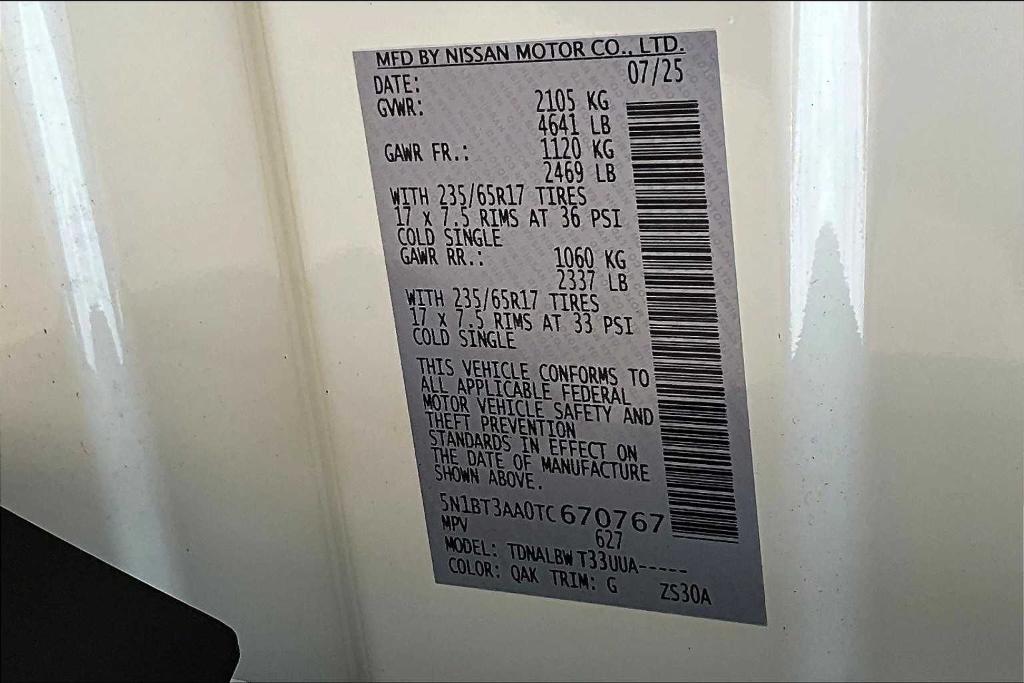 MFD BY NISSAN MOTOR CO., LTD.
DATE: 07/25
GVWR: 2105 KG
4641 LB
GAWR FR.: 1120 KG
2469 LB
WITH 235/65R17 TIRES
17 x 7.5 RIMS AT 36 PSI
COLD SINGLE
GAWR RR.: 1060 KG
2337 LB
WITH 235/65R17 TIRES
17 x 7.5 RIMS AT 33 PSI
COLD SINGLE
THIS VEHICLE CONFORMS TO
ALL APPLICABLE FEDERAL
MOTOR VEHICLE SAFETY AND
THEFT PREVENTION
STANDARDS IN EFFECT ON
THE DATE OF MANUFACTURE
SHOWN ABOVE.
5N1BT3AA0TC670767
MPV 627
MODEL: TDNALBW T33UUA-----
COLOR: QAK TRIM: G ZS30A